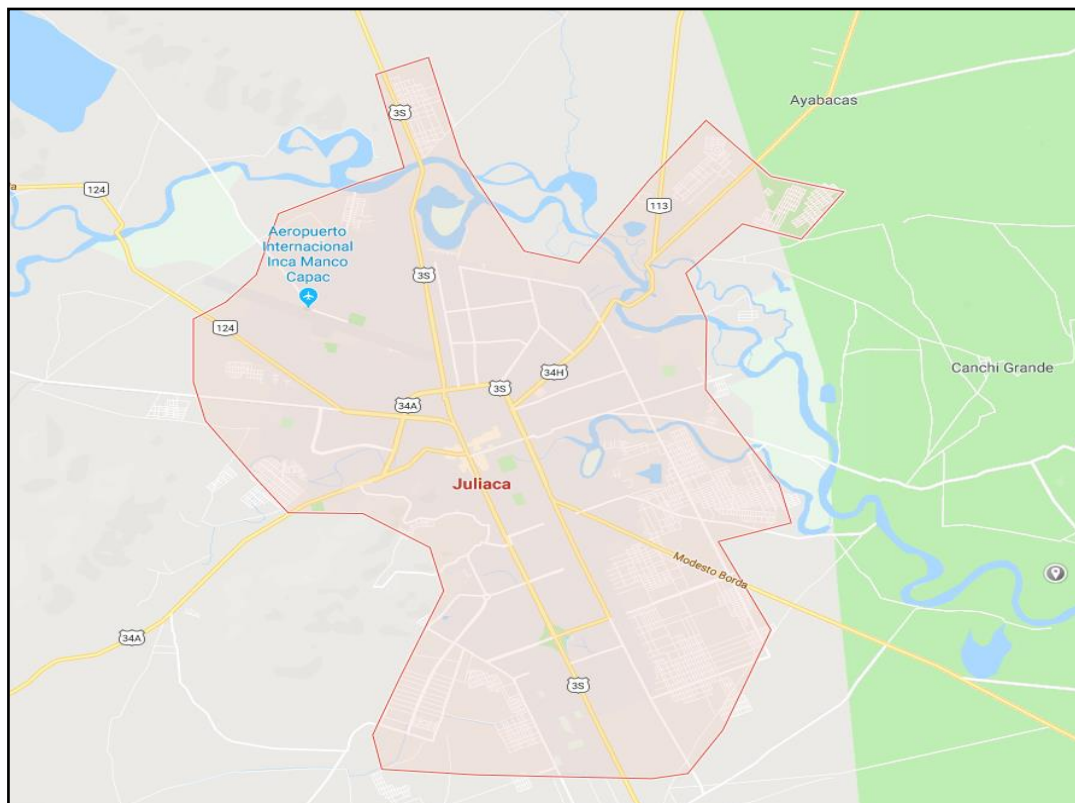 3S
Ayabacas
124
113
Aeropuerto
Internacional
Inca Manco
Capac
3S
124
Canchi Grande
34H
3S
34A
Juliaca
Modesto Borda
34A
3S